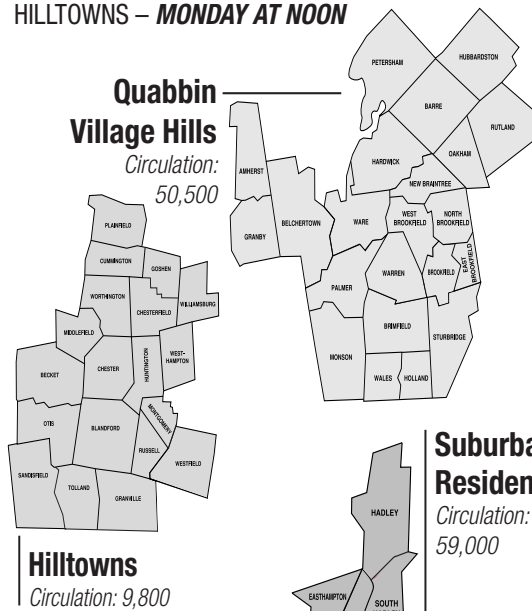 HILLTOWNS – MONDAY AT NOON
Quabbin
Village Hills
Circulation:
50,500
PETERSHAM
HUBBARDSTON
BARRE
RUTLAND
HARDWICK
OAKHAM
NEW BRAINTREE
AMHERST
GRANBY
BELCHERTOWN
WARE
WEST
BROOKFIELD
NORTH
BROOKFIELD
PALMER
WARREN
BROOKFIELD
EAST
BROOKFIELD
BRIMFIELD
STURBRIDGE
MONSON
WALES
HOLLAND
PLAINFIELD
CUMMINGTON
GOSHEN
WORTHINGTON
CHESTERFIELD
WILLIAMSBURG
MIDDLEFIELD
BECKET
CHESTER
HUNTINGTON
WEST-
HAMPTON
OTIS
BLANDFORD
MONTGOMERY
RUSSELL
WESTFIELD
SANDISFIELD
TOLLAND
GRANVILLE
Hilltowns
Circulation: 9,800
Suburba
Residen
Circulation:
59,000
HADLEY
EASTHAMPTON
SOUTH